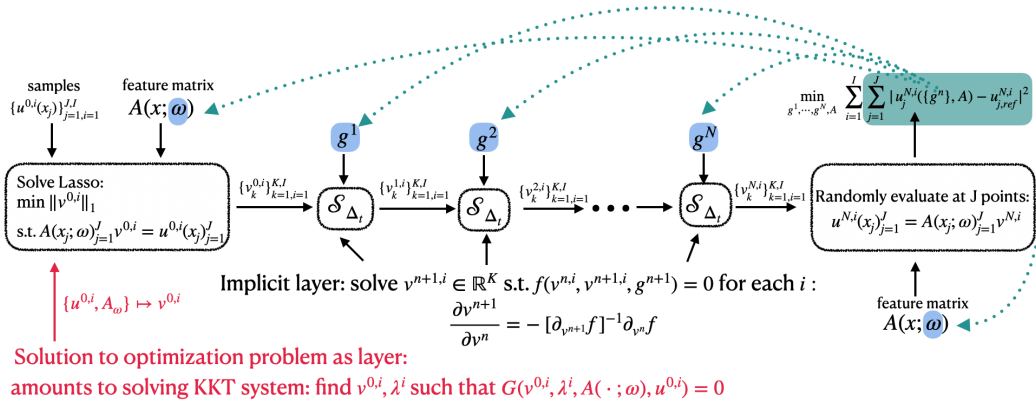 samples
{u^{0,i}(x_j)}_{j=1,i=1}^{J,I}
feature matrix
A(x; ω)
g^1
g^2
g^N
min_{g^1,⋯,g^N,A} ∑_{i=1}^{I} ∑_{j=1}^{J} |u_j^{N,i}({g^n}, A) − u_{j,ref}^{N,i}|^2
Solve Lasso:
min ∥v^{0,i}∥_1
s.t. A(x_j; ω)_{j=1}^J v^{0,i} = u^{0,i}(x_j)_{j=1}^J
{v_k^{0,i}}_{k=1,i=1}^{K,I}
𝒮_{Δ_t}
{v_k^{1,i}}_{k=1,i=1}^{K,I}
𝒮_{Δ_t}
{v_k^{2,i}}_{k=1,i=1}^{K,I}
• • •
𝒮_{Δ_t}
{v_k^{N,i}}_{k=1,i=1}^{K,I}
Randomly evaluate at J points:
u^{N,i}(x_j)_{j=1}^J = A(x_j; ω)_{j=1}^J v^{N,i}
Implicit layer: solve v^{n+1,i} ∈ ℝ^K s.t. f(v^{n,i}, v^{n+1,i}, g^{n+1}) = 0 for each i :
∂v^{n+1}/∂v^n = − [∂_{v^{n+1}} f]^{−1} ∂_{v^n} f
feature matrix
A(x; ω)
{u^{0,i}, A_ω} ↦ v^{0,i}
Solution to optimization problem as layer:
amounts to solving KKT system: find v^{0,i}, λ^i such that G(v^{0,i}, λ^i, A( · ; ω), u^{0,i}) = 0